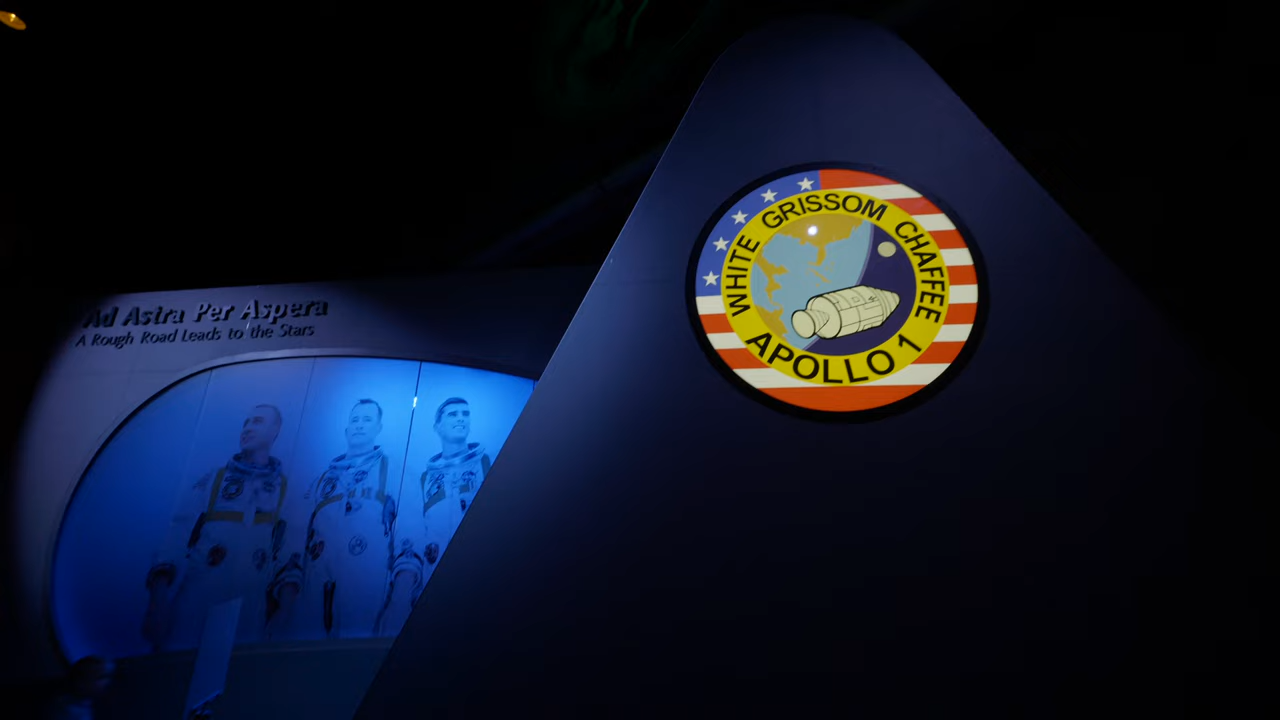 Ad Astra Per Aspera
A Rough Road Leads to the Stars
WHITE GRISSOM CHAFFEE
APOLLO 1